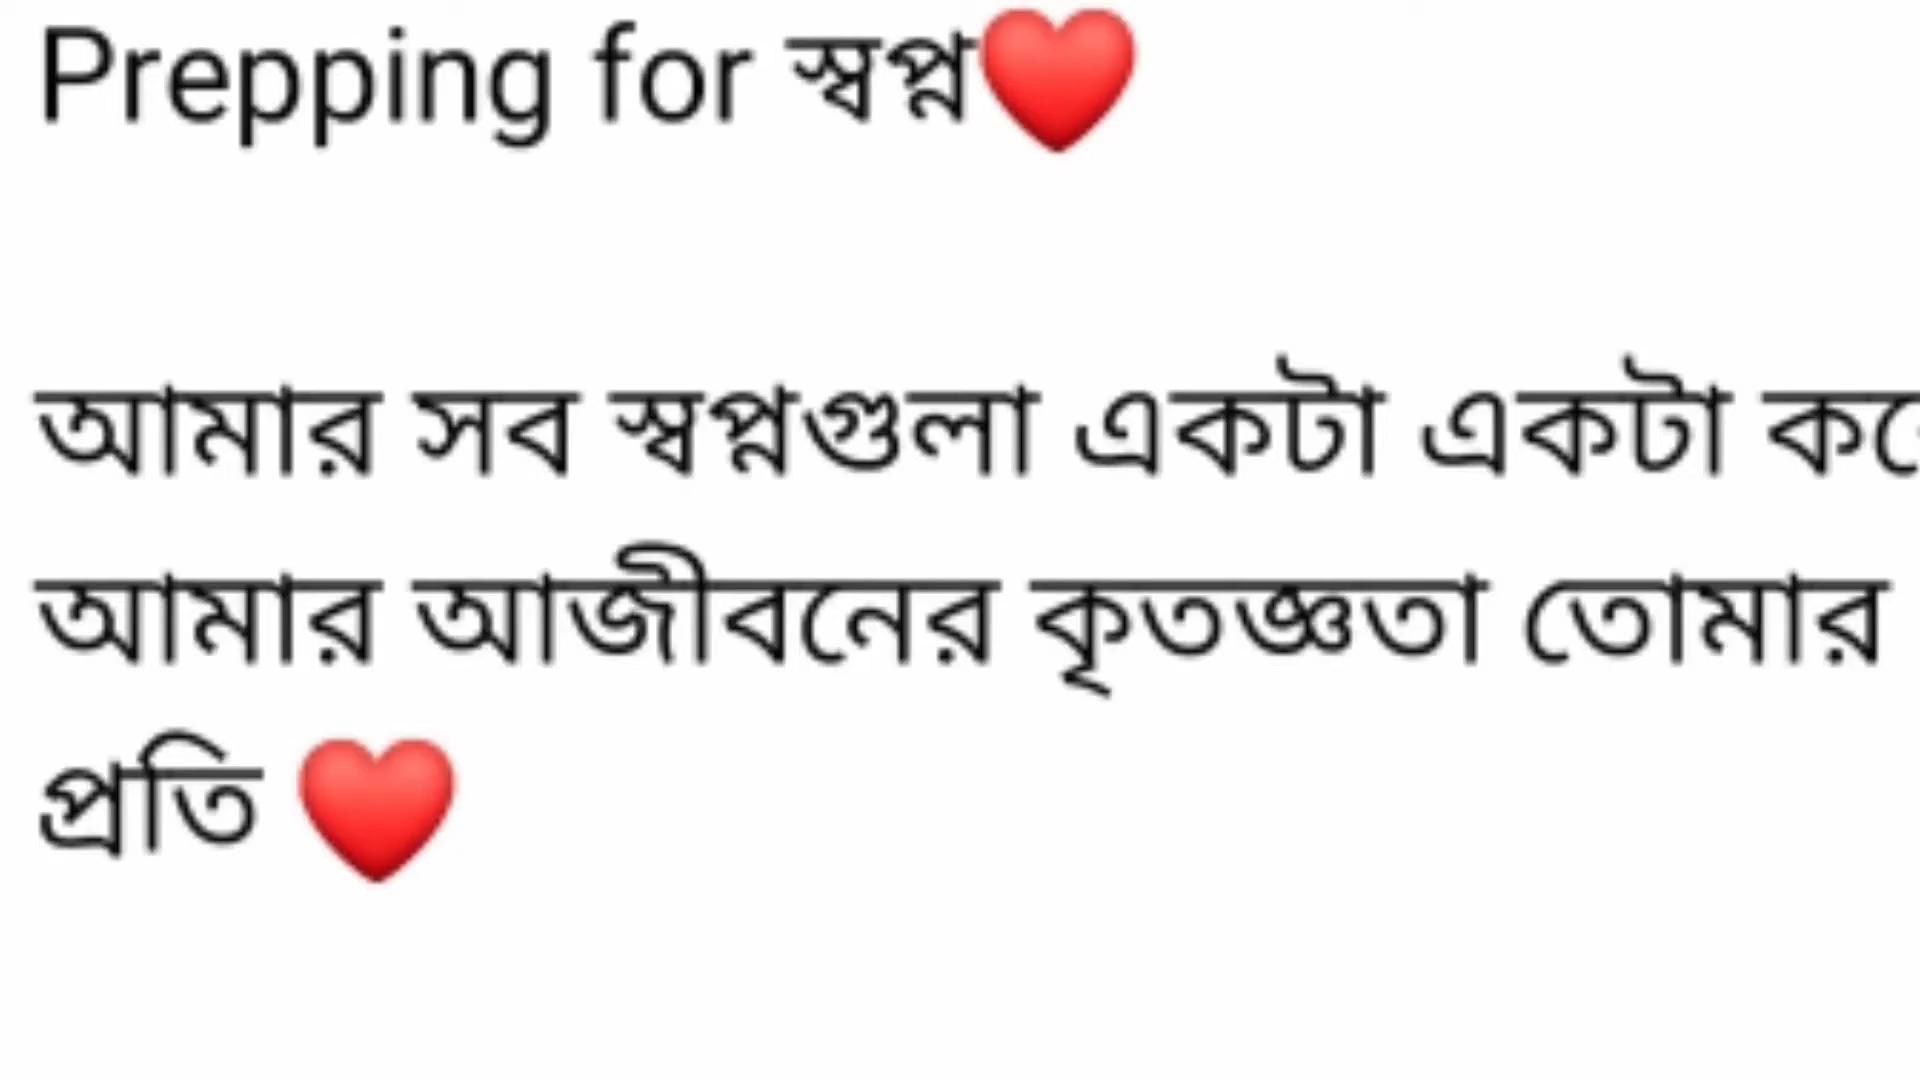 Prepping for স্বপ্ন❤️
আমার সব স্বপ্নগুলা একটা একটা
আমার আজীবনের কৃতজ্ঞতা তোমার
প্রতি ❤️